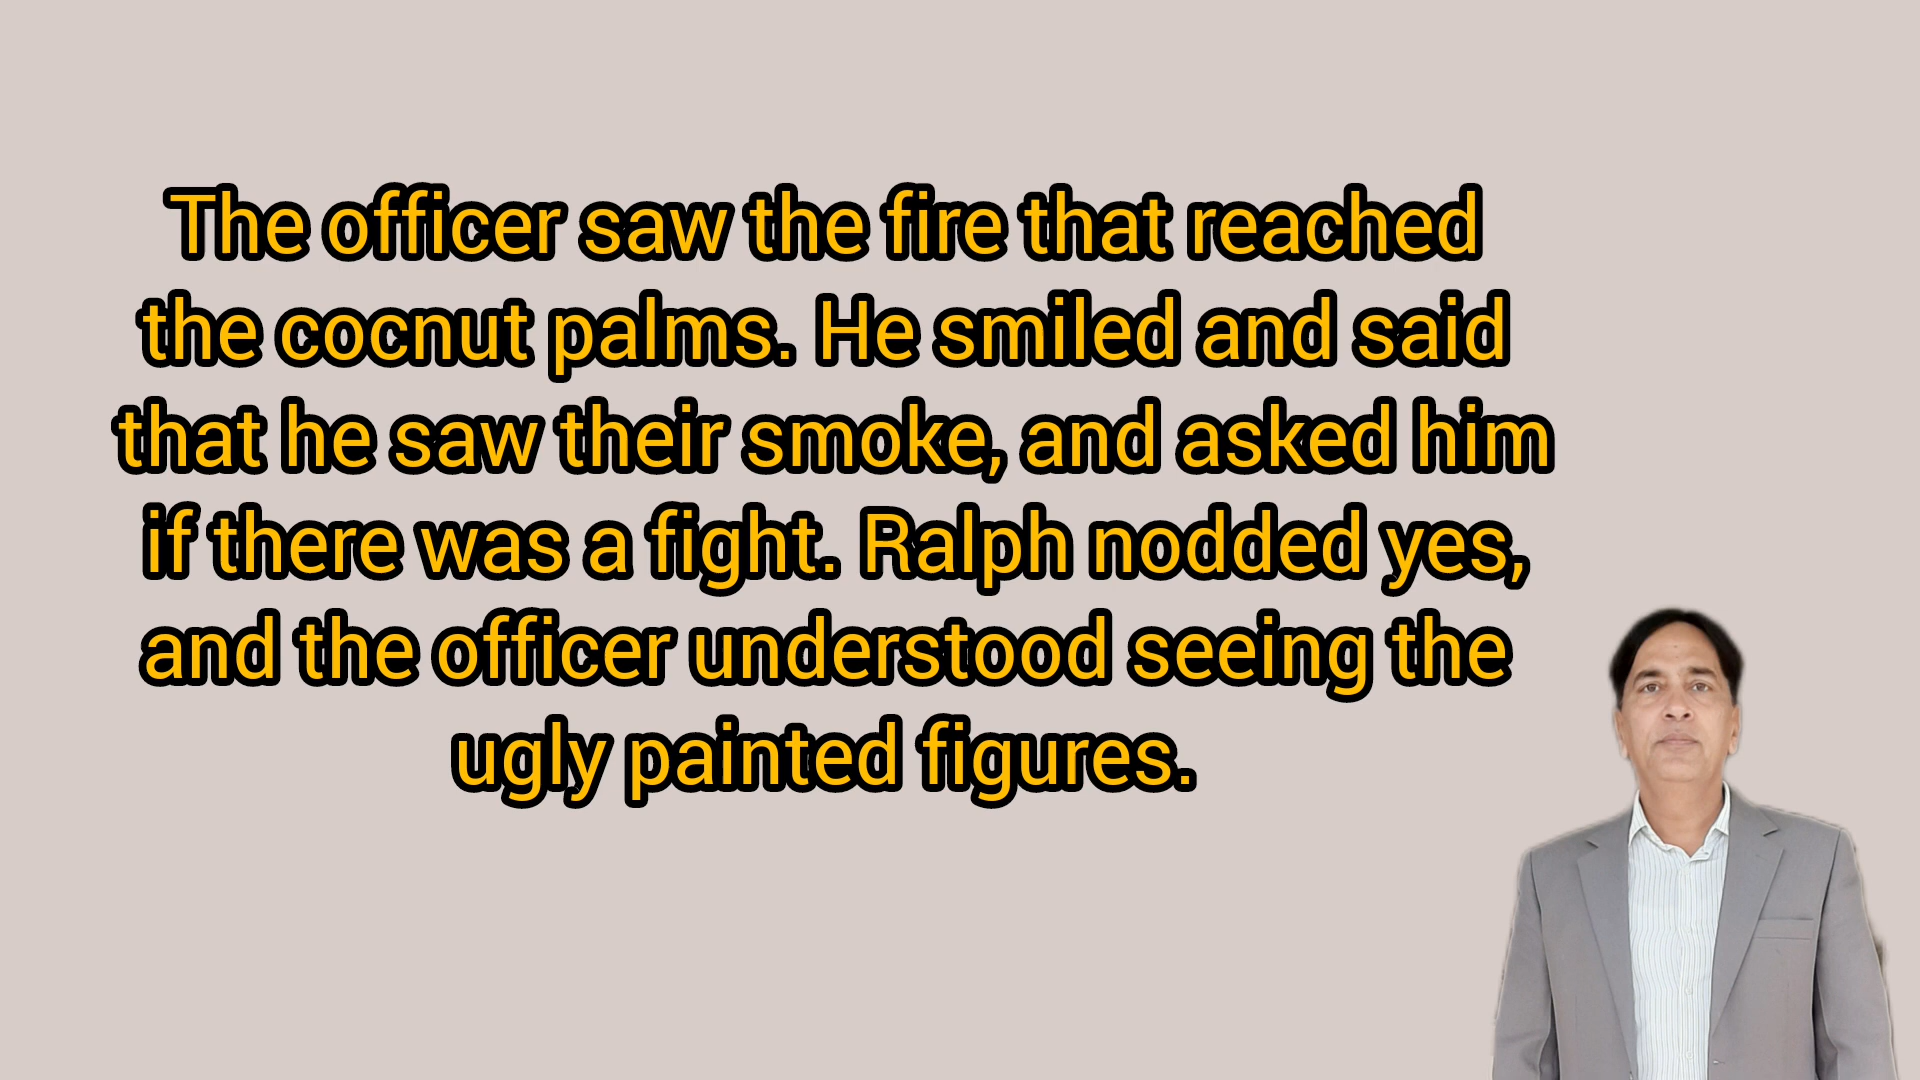 The officer saw the fire that reached
the cocnut palms. He smiled and said
that he saw their smoke, and asked him
if there was a fight. Ralph nodded yes,
and the officer understood seeing the
ugly painted figures.